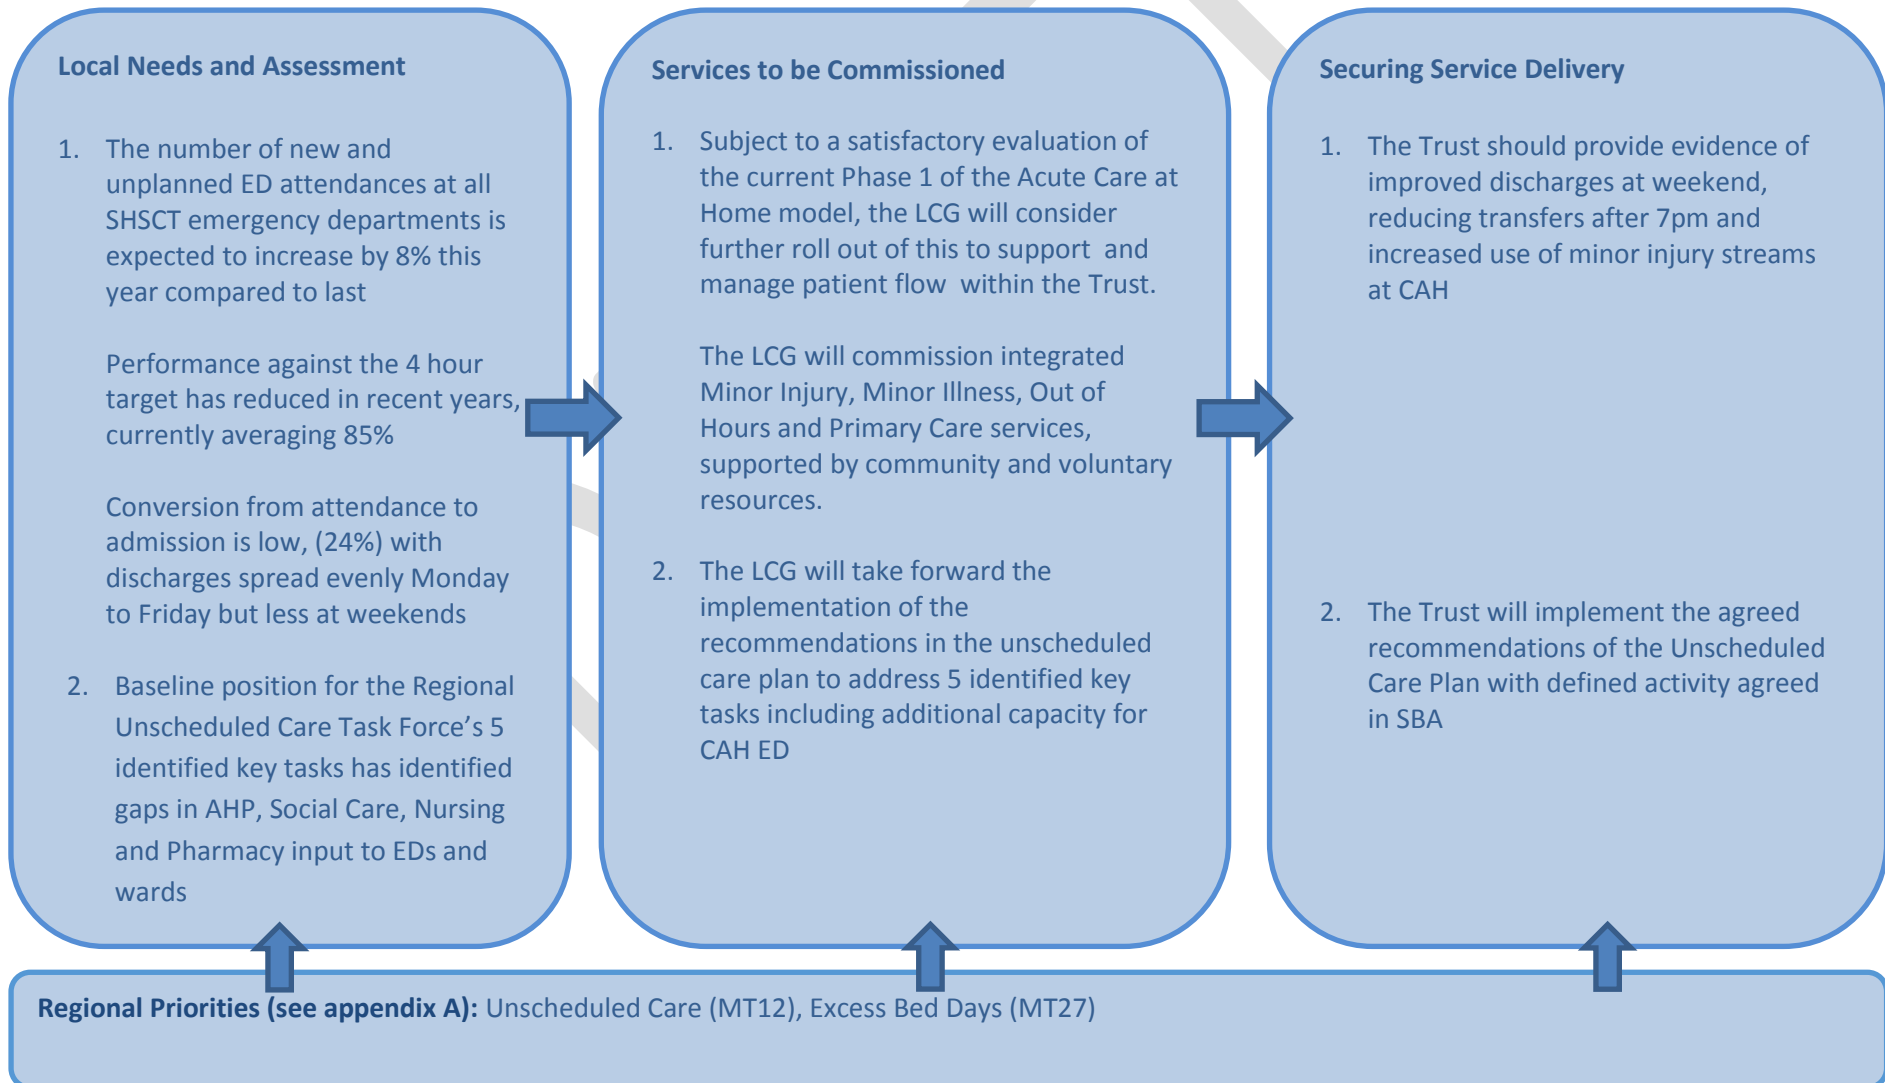 Local Needs and Assessment
1. The number of new and
unplanned ED attendances at all
SHSCT emergency departments is
expected to increase by 8% this
year compared to last
Performance against the 4 hour
target has reduced in recent years,
currently averaging 85%
Conversion from attendance to
admission is low, (24%) with
discharges spread evenly Monday
to Friday but less at weekends
2. Baseline position for the Regional
Unscheduled Care Task Force’s 5
identified key tasks has identified
gaps in AHP, Social Care, Nursing
and Pharmacy input to EDs and
wards
Services to be Commissioned
1. Subject to a satisfactory evaluation of
the current Phase 1 of the Acute Care at
Home model, the LCG will consider
further roll out of this to support and
manage patient flow within the Trust.
The LCG will commission integrated
Minor Injury, Minor Illness, Out of
Hours and Primary Care services,
supported by community and voluntary
resources.
2. The LCG will take forward the
implementation of the
recommendations in the unscheduled
care plan to address 5 identified key
tasks including additional capacity for
CAH ED
Securing Service Delivery
1. The Trust should provide evidence of
improved discharges at weekend,
reducing transfers after 7pm and
increased use of minor injury streams
at CAH
2. The Trust will implement the agreed
recommendations of the Unscheduled
Care Plan with defined activity agreed
in SBA
Regional Priorities (see appendix A): Unscheduled Care (MT12), Excess Bed Days (MT27)